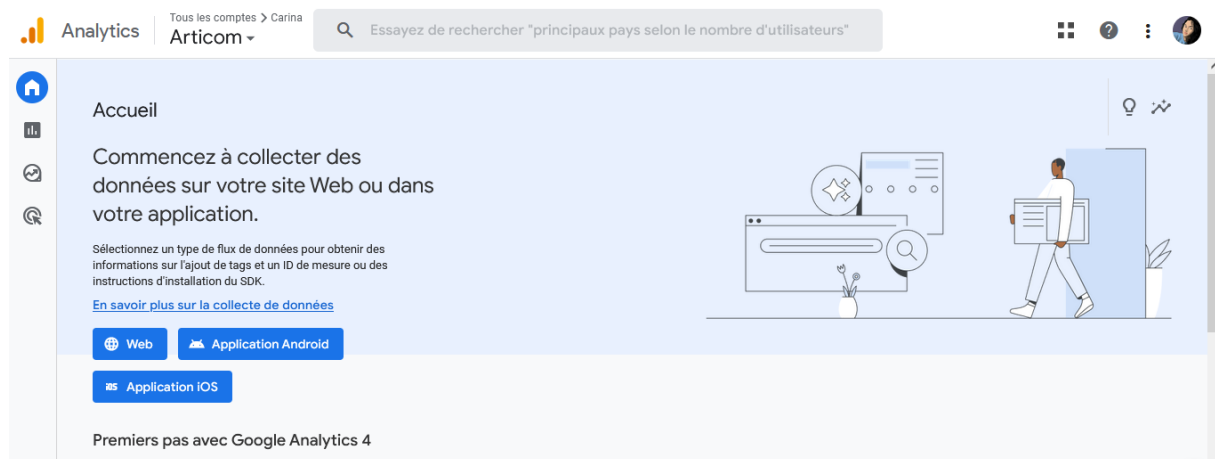 Tous les comptes > Carina
Analytics
Articom
Essayez de rechercher "principaux pays selon le nombre d'utilisateurs"
Accueil
Commencez à collecter des
données sur votre site Web ou dans
votre application.
Sélectionnez un type de flux de données pour obtenir des
informations sur l'ajout de tags et un ID de mesure ou des
instructions d'installation du SDK.
En savoir plus sur la collecte de données
Web
Application Android
iOS Application iOS
Premiers pas avec Google Analytics 4